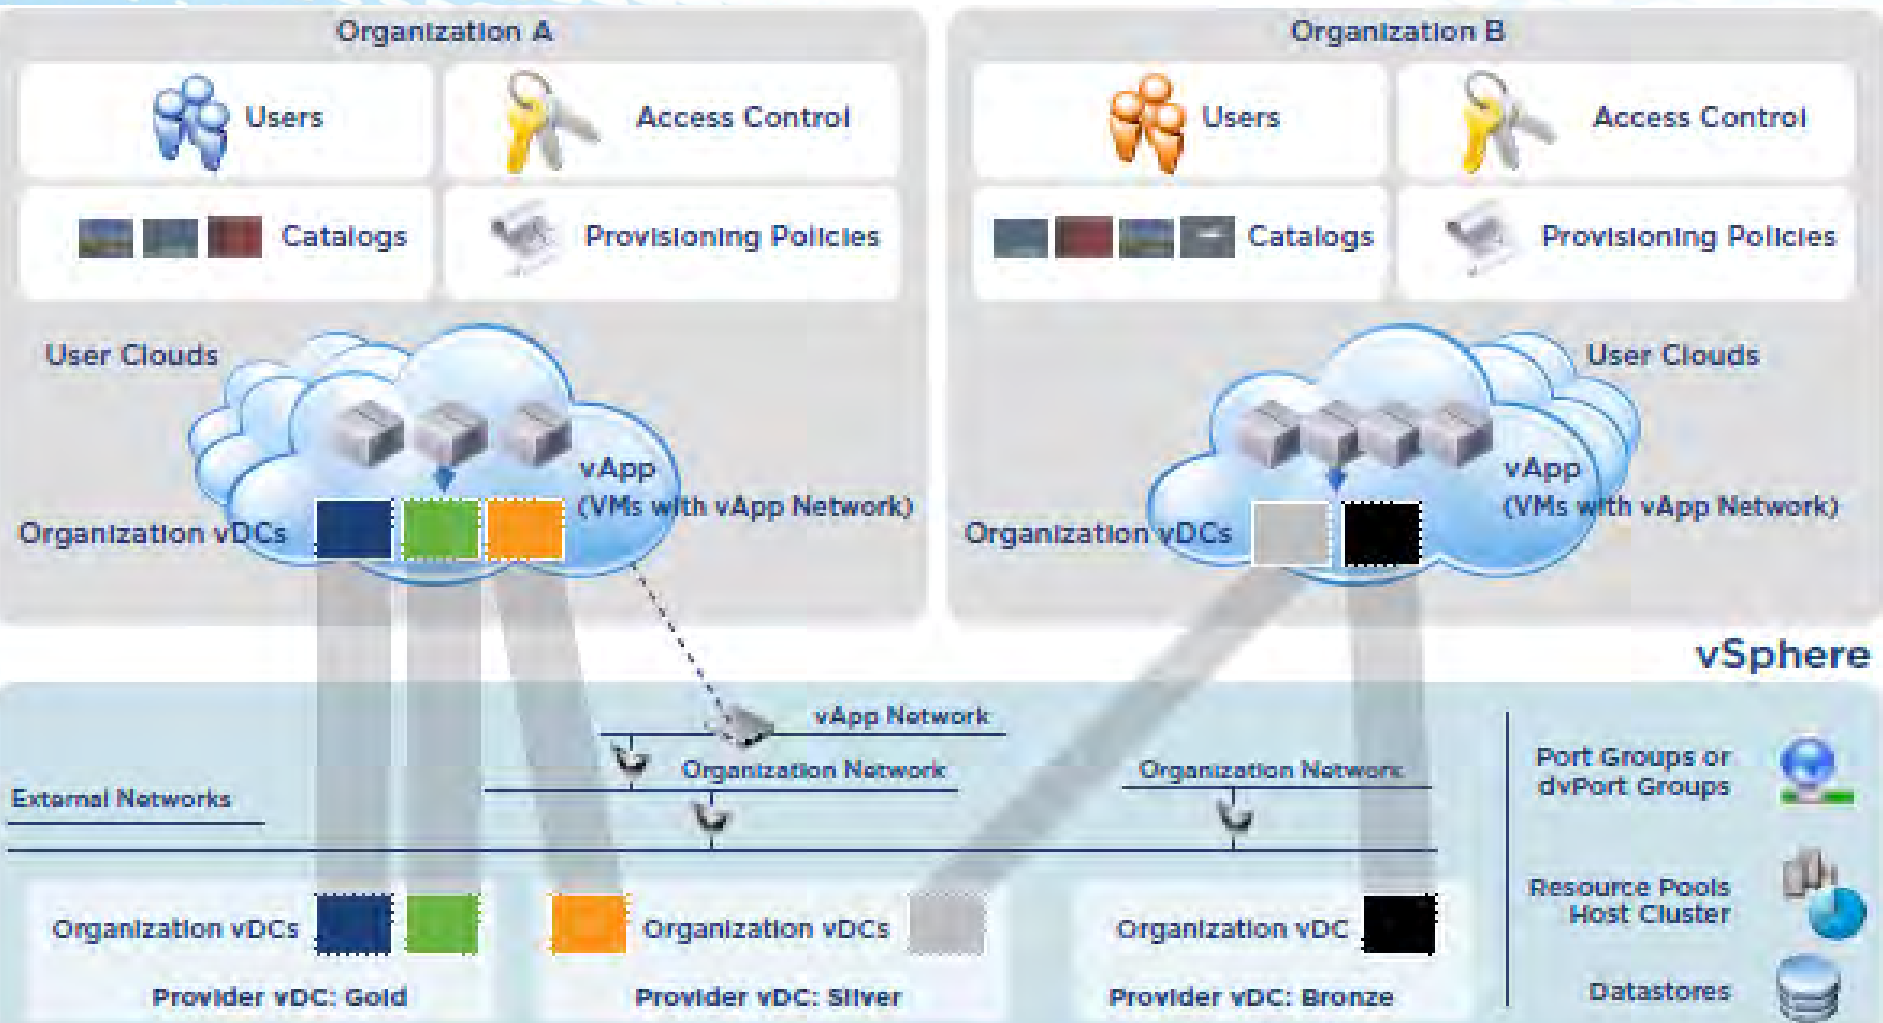 Organization A
Organization B
Users
Access Control
Users
Access Control
Catalogs
Provisioning Policies
Catalogs
Provisioning Policies
User Clouds
User Clouds
vApp
(VMs with vApp Network)
Organization vDCs
vApp
(VMs with vApp Network)
Organization vDCs
vSphere
vApp Network
Organization Network
Organization Network
External Networks
Port Groups or
dvPort Groups
Resource Pools
Host Cluster
Datastores
Organization vDCs
Organization vDCs
Organization vDC
Provider vDC: Gold
Provider vDC: Silver
Provider vDC: Bronze